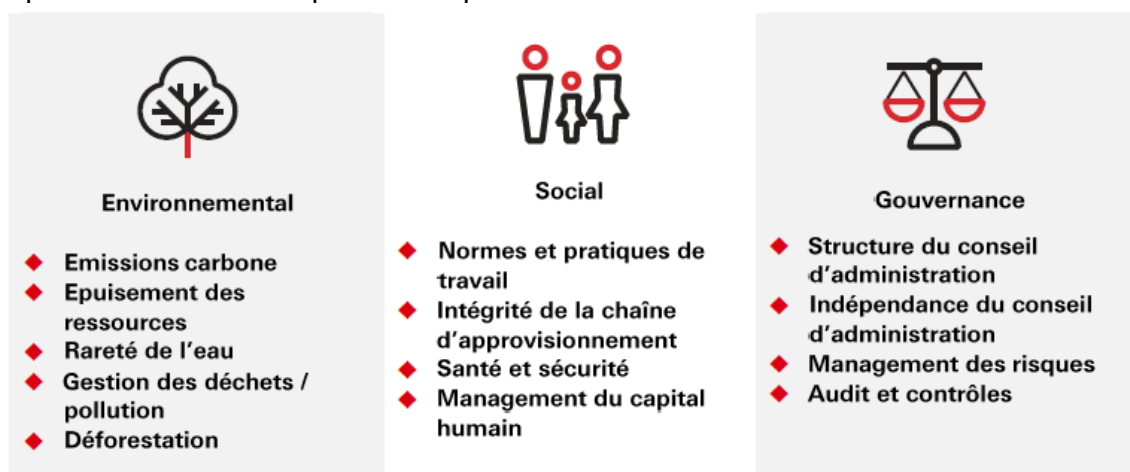 Environnemental
Emissions carbone
Epuisement des
ressources
Rareté de l'eau
Gestion des déchets /
pollution
Déforestation
Social
Normes et pratiques de
travail
Intégrité de la chaîne
d'approvisionnement
Santé et sécurité
Management du capital
humain
Gouvernance
Structure du conseil
d'administration
Indépendance du conseil
d'administration
Management des risques
Audit et contrôles